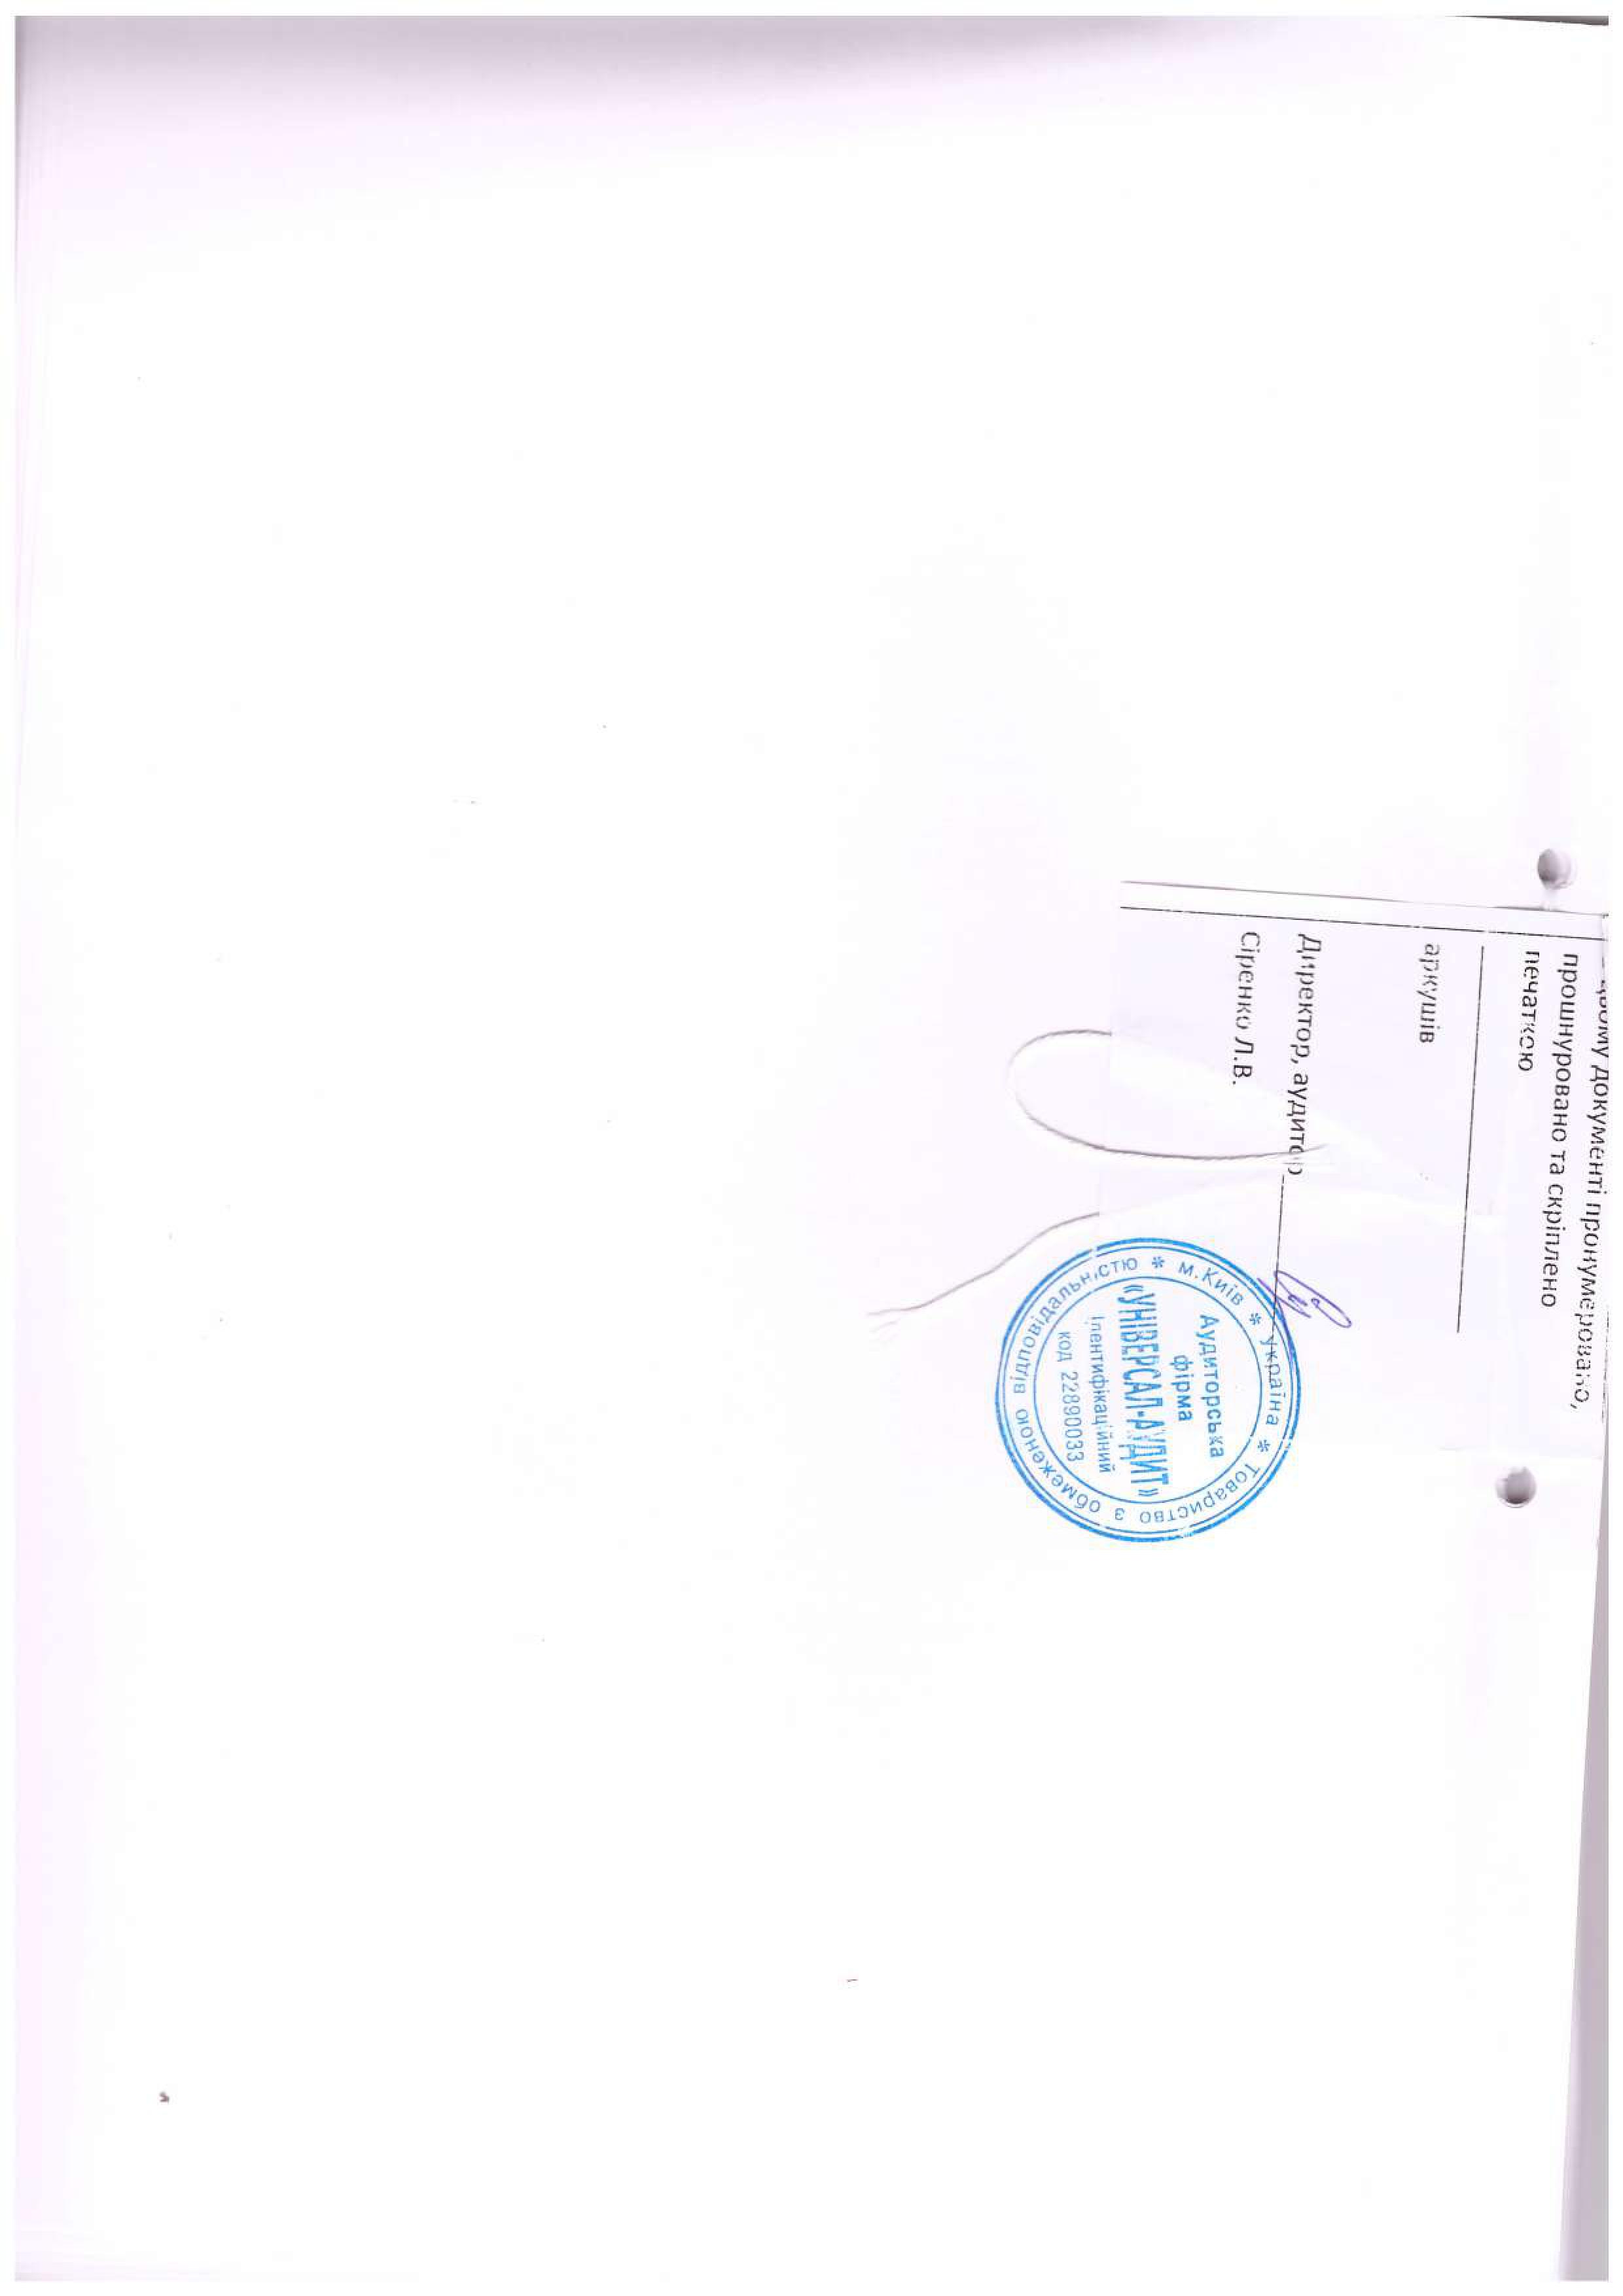 цьому документі пронумеровано,
прошнуровано та скріплено
печаткою
аркушів
Директор, аудитор
Сіренко Л.В.
м.Київ * Україна * Товариство з обмеженою відповідальністю *
Аудиторська
фірма
«УНІВЕРСАЛ-АУДИТ»
Ідентифікаційний
код 22890033